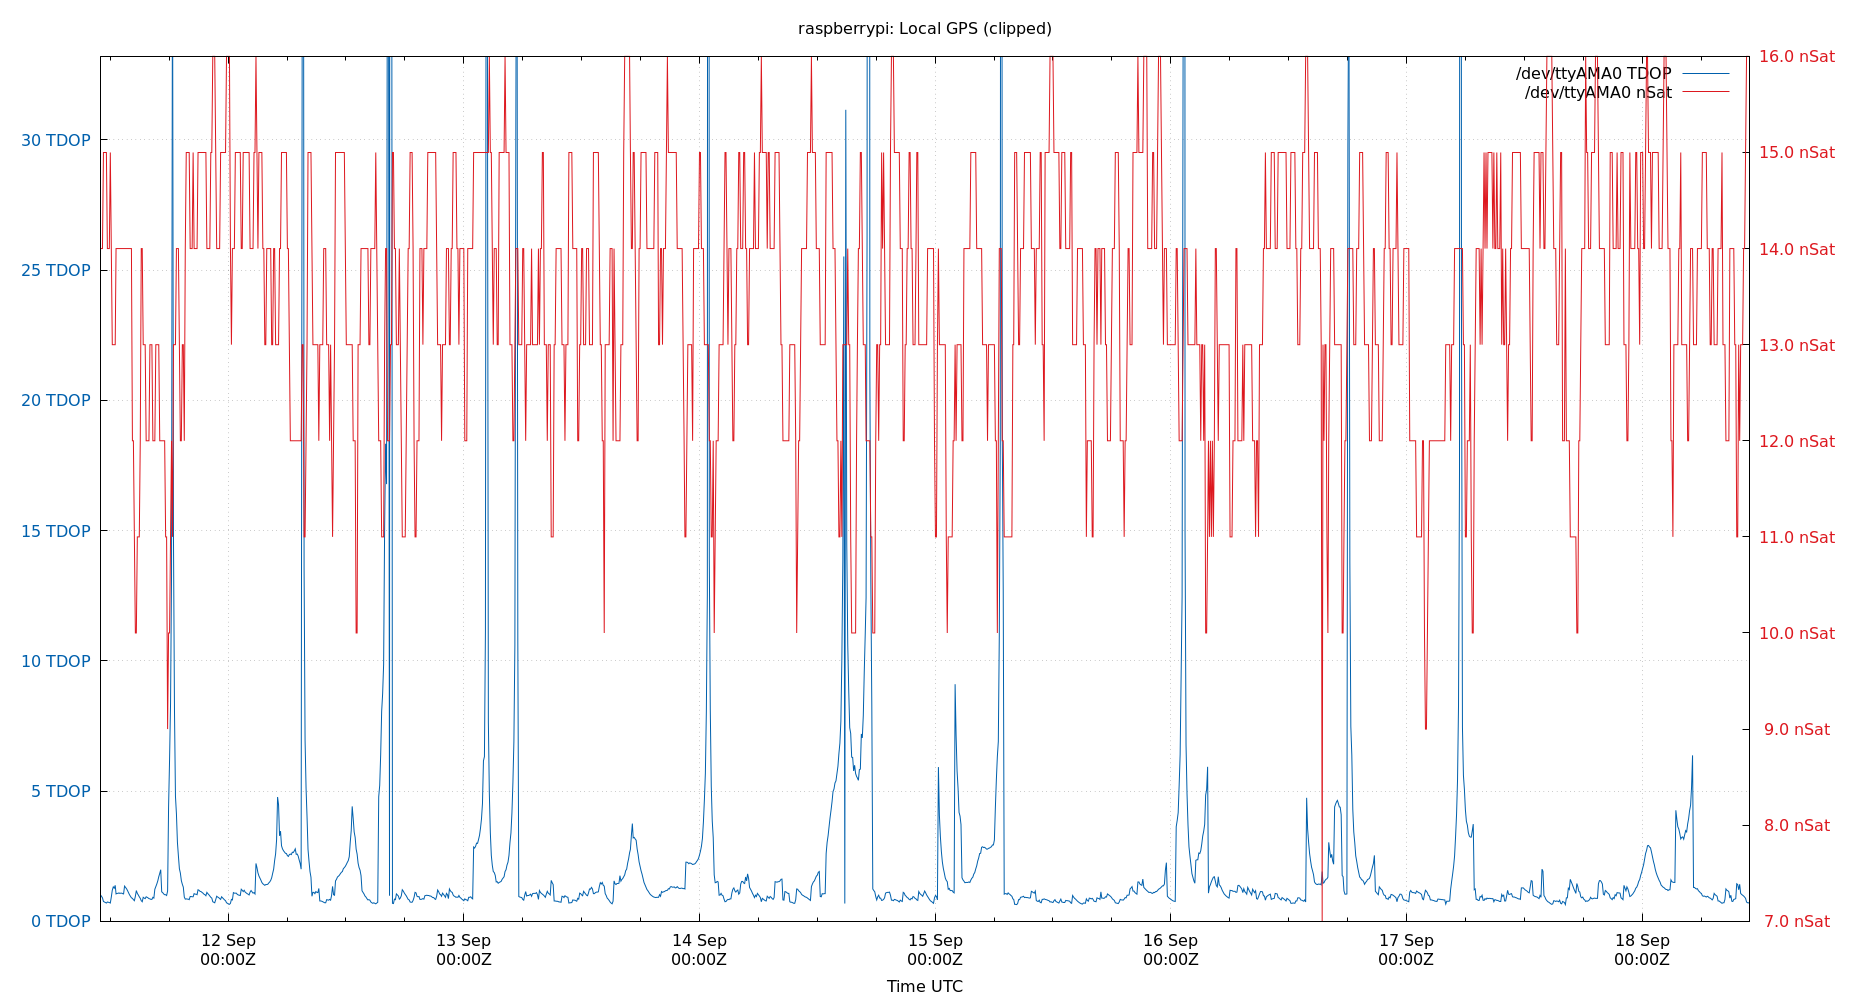 raspberrypi: Local GPS (clipped)
/dev/ttyAMA0 TDOP
/dev/ttyAMA0 nSat
30 TDOP
25 TDOP
20 TDOP
15 TDOP
10 TDOP
5 TDOP
0 TDOP
16.0 nSat
15.0 nSat
14.0 nSat
13.0 nSat
12.0 nSat
11.0 nSat
10.0 nSat
9.0 nSat
8.0 nSat
7.0 nSat
12 Sep
00:00Z
13 Sep
00:00Z
14 Sep
00:00Z
15 Sep
00:00Z
16 Sep
00:00Z
17 Sep
00:00Z
18 Sep
00:00Z
Time UTC